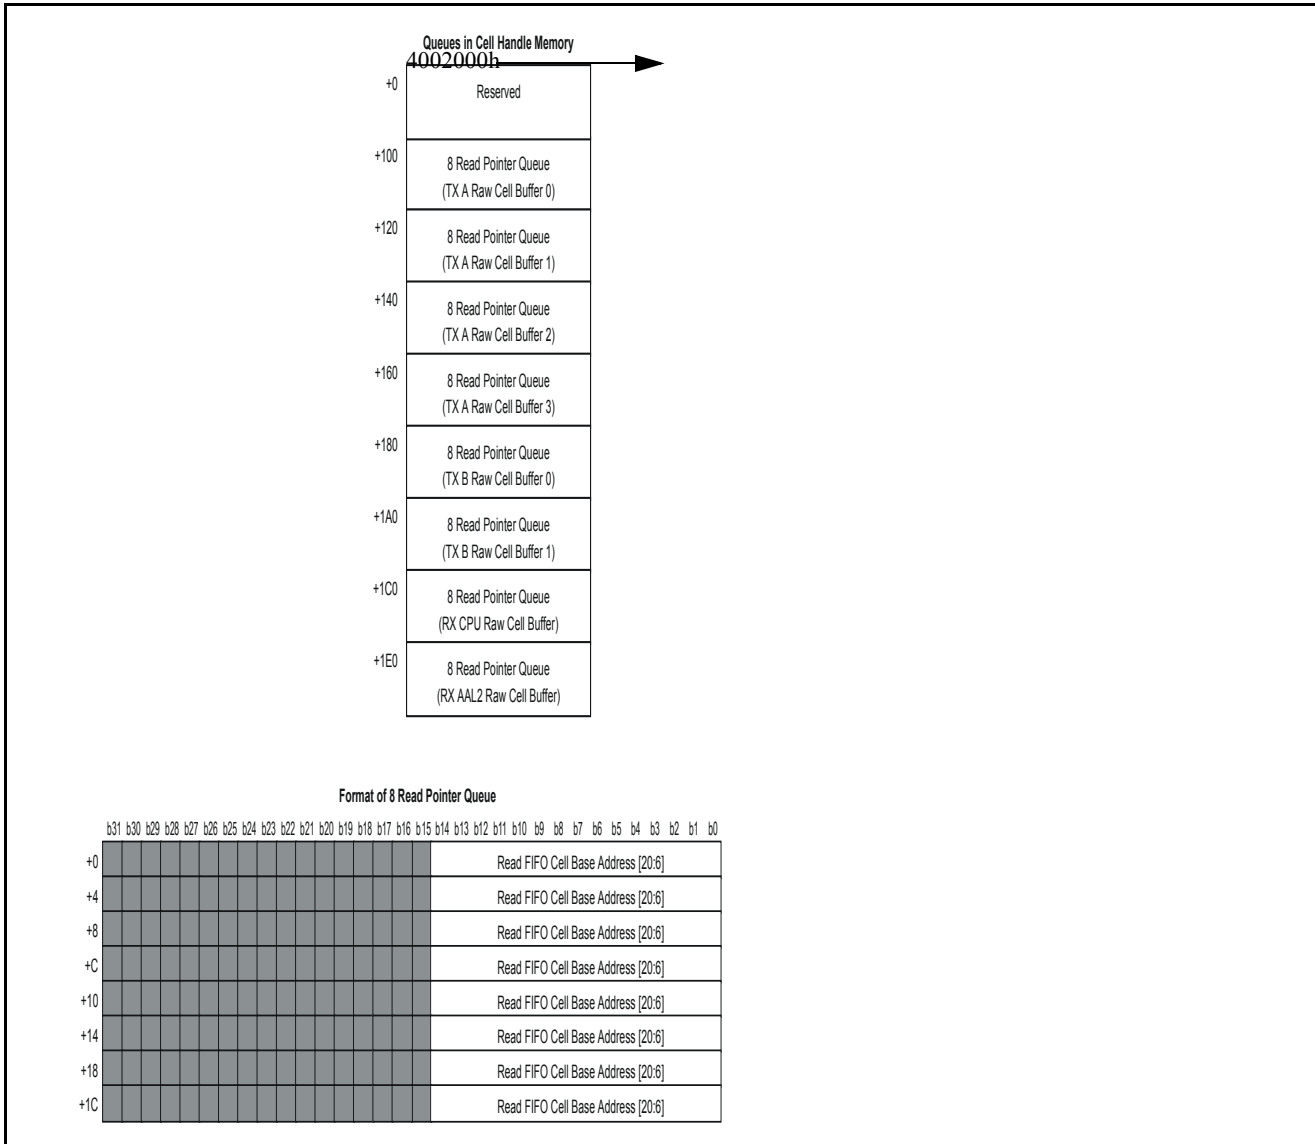 Queues in Cell Handle Memory
4002000h
+0 Reserved
+100 8 Read Pointer Queue
(TX A Raw Cell Buffer 0)
+120 8 Read Pointer Queue
(TX A Raw Cell Buffer 1)
+140 8 Read Pointer Queue
(TX A Raw Cell Buffer 2)
+160 8 Read Pointer Queue
(TX A Raw Cell Buffer 3)
+180 8 Read Pointer Queue
(TX B Raw Cell Buffer 0)
+1A0 8 Read Pointer Queue
(TX B Raw Cell Buffer 1)
+1C0 8 Read Pointer Queue
(RX CPU Raw Cell Buffer)
+1E0 8 Read Pointer Queue
(RX AAL2 Raw Cell Buffer)
Format of 8 Read Pointer Queue
b31 b30 b29 b28 b27 b26 b25 b24 b23 b22 b21 b20 b19 b18 b17 b16 b15 b14 b13 b12 b11 b10 b9 b8 b7 b6 b5 b4 b3 b2 b1 b0
+0 Read FIFO Cell Base Address [20:6]
+4 Read FIFO Cell Base Address [20:6]
+8 Read FIFO Cell Base Address [20:6]
+C Read FIFO Cell Base Address [20:6]
+10 Read FIFO Cell Base Address [20:6]
+14 Read FIFO Cell Base Address [20:6]
+18 Read FIFO Cell Base Address [20:6]
+1C Read FIFO Cell Base Address [20:6]